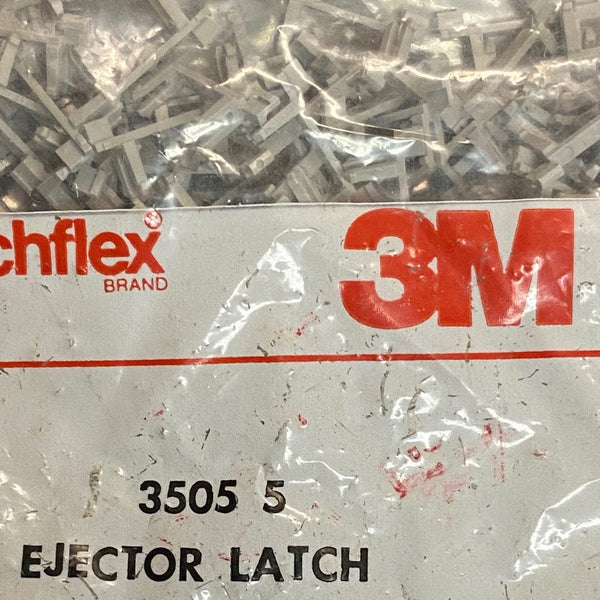 chflex
BRAND
3M
3505 5
EJECTOR LATCH